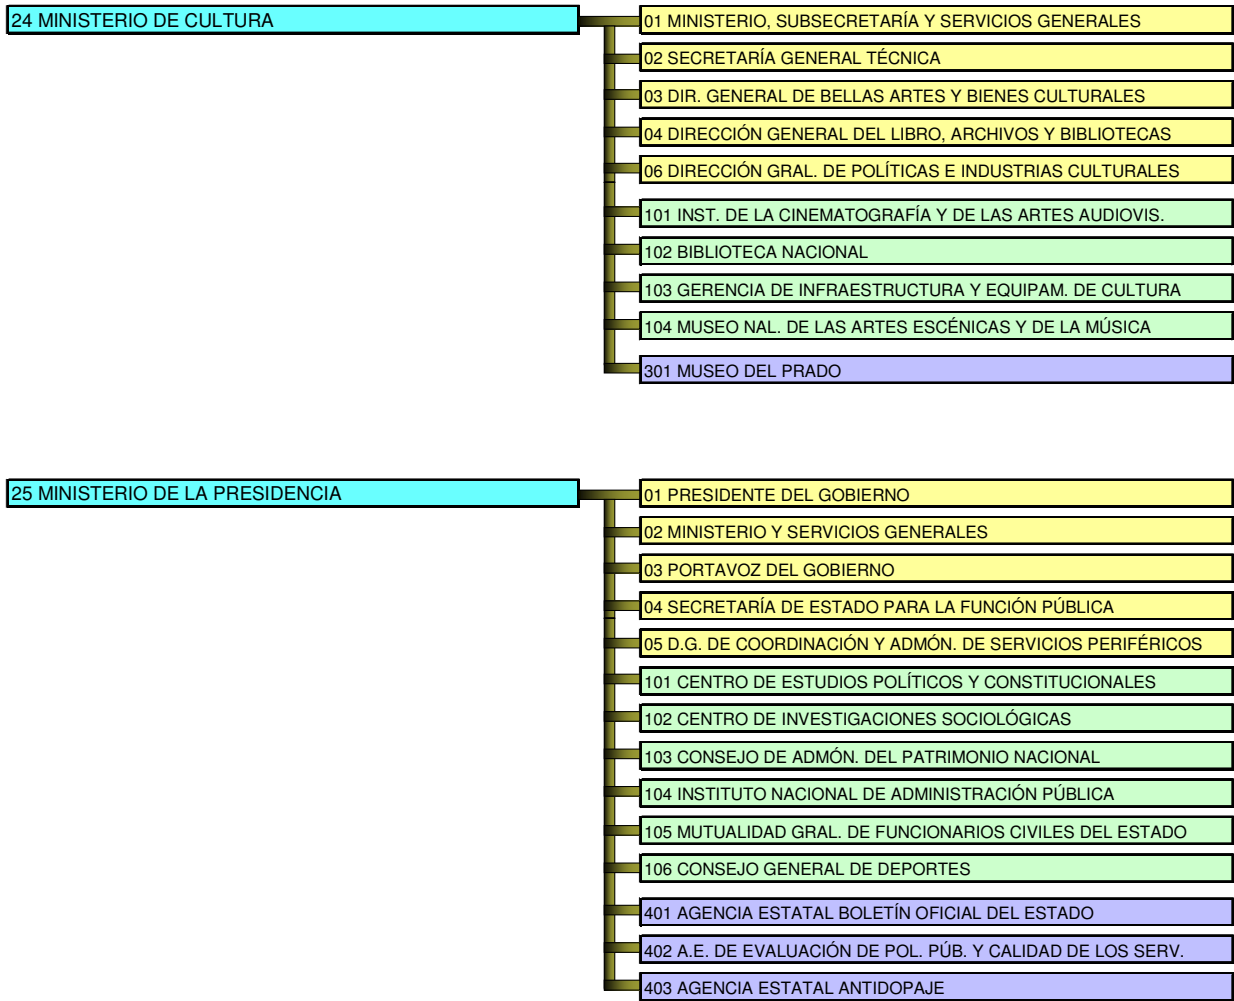 24 MINISTERIO DE CULTURA
01 MINISTERIO, SUBSECRETARÍA Y SERVICIOS GENERALES
02 SECRETARÍA GENERAL TÉCNICA
03 DIR. GENERAL DE BELLAS ARTES Y BIENES CULTURALES
04 DIRECCIÓN GENERAL DEL LIBRO, ARCHIVOS Y BIBLIOTECAS
06 DIRECCIÓN GRAL. DE POLÍTICAS E INDUSTRIAS CULTURALES
101 INST. DE LA CINEMATOGRAFÍA Y DE LAS ARTES AUDIOVIS.
102 BIBLIOTECA NACIONAL
103 GERENCIA DE INFRAESTRUCTURA Y EQUIPAM. DE CULTURA
104 MUSEO NAL. DE LAS ARTES ESCÉNICAS Y DE LA MÚSICA
301 MUSEO DEL PRADO
25 MINISTERIO DE LA PRESIDENCIA
01 PRESIDENTE DEL GOBIERNO
02 MINISTERIO Y SERVICIOS GENERALES
03 PORTAVOZ DEL GOBIERNO
04 SECRETARÍA DE ESTADO PARA LA FUNCIÓN PÚBLICA
05 D.G. DE COORDINACIÓN Y ADMÓN. DE SERVICIOS PERIFÉRICOS
101 CENTRO DE ESTUDIOS POLÍTICOS Y CONSTITUCIONALES
102 CENTRO DE INVESTIGACIONES SOCIOLÓGICAS
103 CONSEJO DE ADMÓN. DEL PATRIMONIO NACIONAL
104 INSTITUTO NACIONAL DE ADMINISTRACIÓN PÚBLICA
105 MUTUALIDAD GRAL. DE FUNCIONARIOS CIVILES DEL ESTADO
106 CONSEJO GENERAL DE DEPORTES
401 AGENCIA ESTATAL BOLETÍN OFICIAL DEL ESTADO
402 A.E. DE EVALUACIÓN DE POL. PÚB. Y CALIDAD DE LOS SERV.
403 AGENCIA ESTATAL ANTIDOPAJE